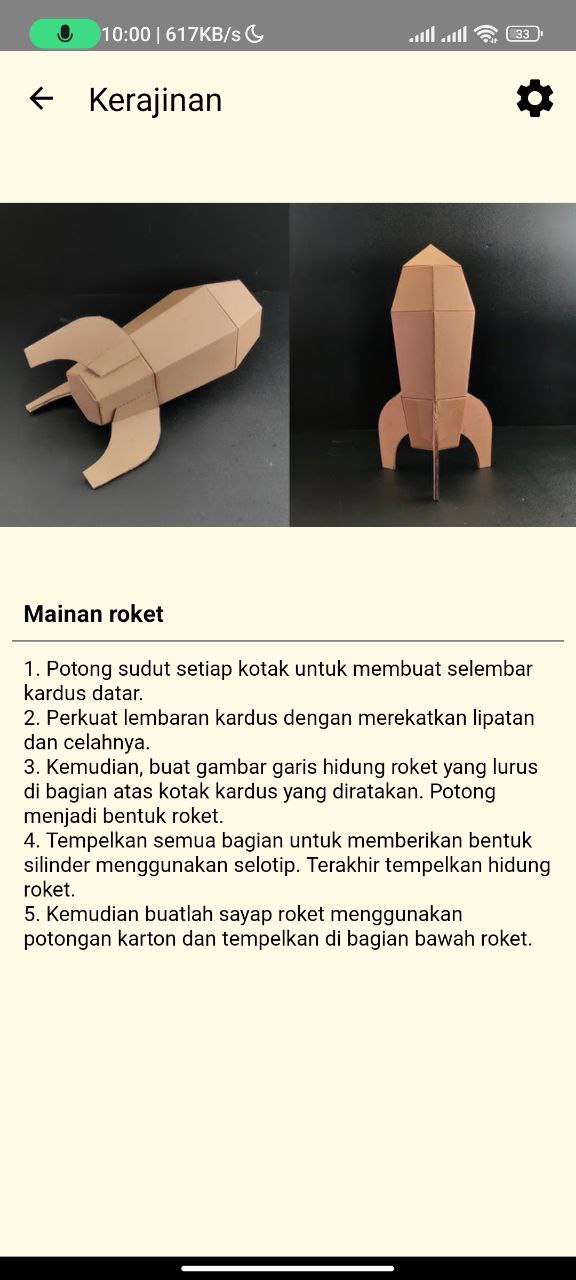 10:00 | 617KB/s
33
Kerajinan
Mainan roket
1. Potong sudut setiap kotak untuk membuat selembar
kardus datar.
2. Perkuat lembaran kardus dengan merekatkan lipatan
dan celahnya.
3. Kemudian, buat gambar garis hidung roket yang lurus
di bagian atas kotak kardus yang diratakan. Potong
menjadi bentuk roket.
4. Tempelkan semua bagian untuk memberikan bentuk
silinder menggunakan selotip. Terakhir tempelkan hidung
roket.
5. Kemudian buatlah sayap roket menggunakan
potongan karton dan tempelkan di bagian bawah roket.